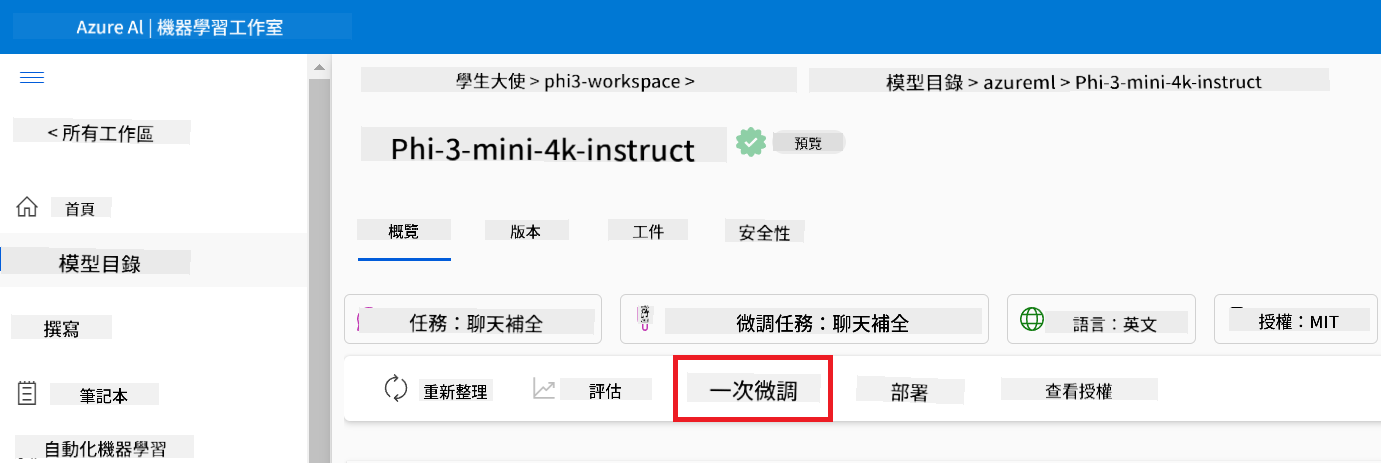 Azure Al | 機器學習工作室
學生大使 > phi3-workspace >
模型目錄 > azureml > Phi-3-mini-4k-instruct
< 所有工作區
首頁
模型目錄
撰寫
筆記本
自動化機器學習
Phi-3-mini-4k-instruct
預覽
概覽
版本
工件
安全性
任務：聊天補全
微調任務：聊天補全
語言：英文
授權：MIT
重新整理
評估
一次微調
部署
查看授權